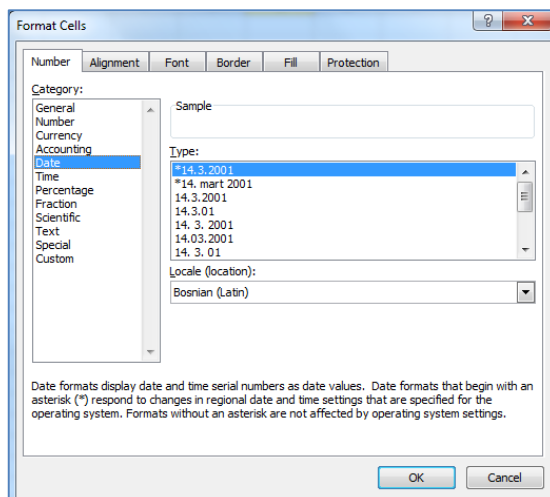 Format Cells
Number Alignment Font Border Fill Protection
Category:
General
Number
Currency
Accounting
Date
Time
Percentage
Fraction
Scientific
Text
Special
Custom
Sample
Type:
*14.3.2001
*14. mart 2001
14.3.2001
14.3.01
14. 3. 2001
14.03.2001
14. 3. 01
Locale (location):
Bosnian (Latin)
Date formats display date and time serial numbers as date values. Date formats that begin with an
asterisk (*) respond to changes in regional date and time settings that are specified for the
operating system. Formats without an asterisk are not affected by operating system settings.
OK Cancel